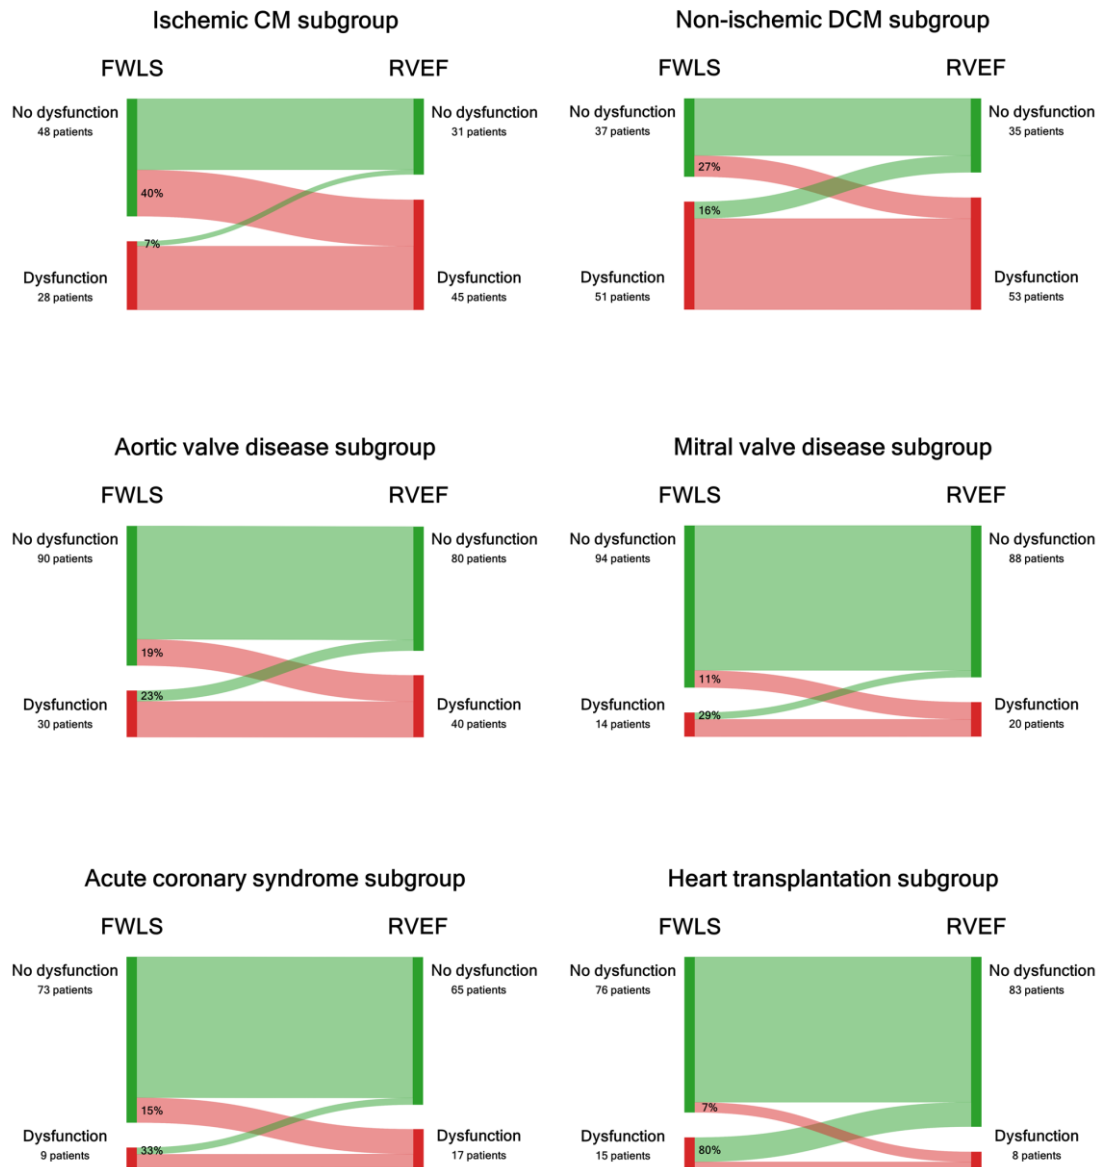 Ischemic CM subgroup
FWLS RVEF
No dysfunction
48 patients
No dysfunction
31 patients
40%
7%
Dysfunction
28 patients
Dysfunction
45 patients
Non-ischemic DCM subgroup
FWLS RVEF
No dysfunction
37 patients
No dysfunction
35 patients
27%
16%
Dysfunction
51 patients
Dysfunction
53 patients
Aortic valve disease subgroup
FWLS RVEF
No dysfunction
90 patients
No dysfunction
80 patients
19%
23%
Dysfunction
30 patients
Dysfunction
40 patients
Mitral valve disease subgroup
FWLS RVEF
No dysfunction
94 patients
No dysfunction
88 patients
11%
29%
Dysfunction
14 patients
Dysfunction
20 patients
Acute coronary syndrome subgroup
FWLS RVEF
No dysfunction
73 patients
No dysfunction
65 patients
15%
33%
Dysfunction
9 patients
Dysfunction
17 patients
Heart transplantation subgroup
FWLS RVEF
No dysfunction
76 patients
No dysfunction
83 patients
7%
80%
Dysfunction
15 patients
Dysfunction
8 patients